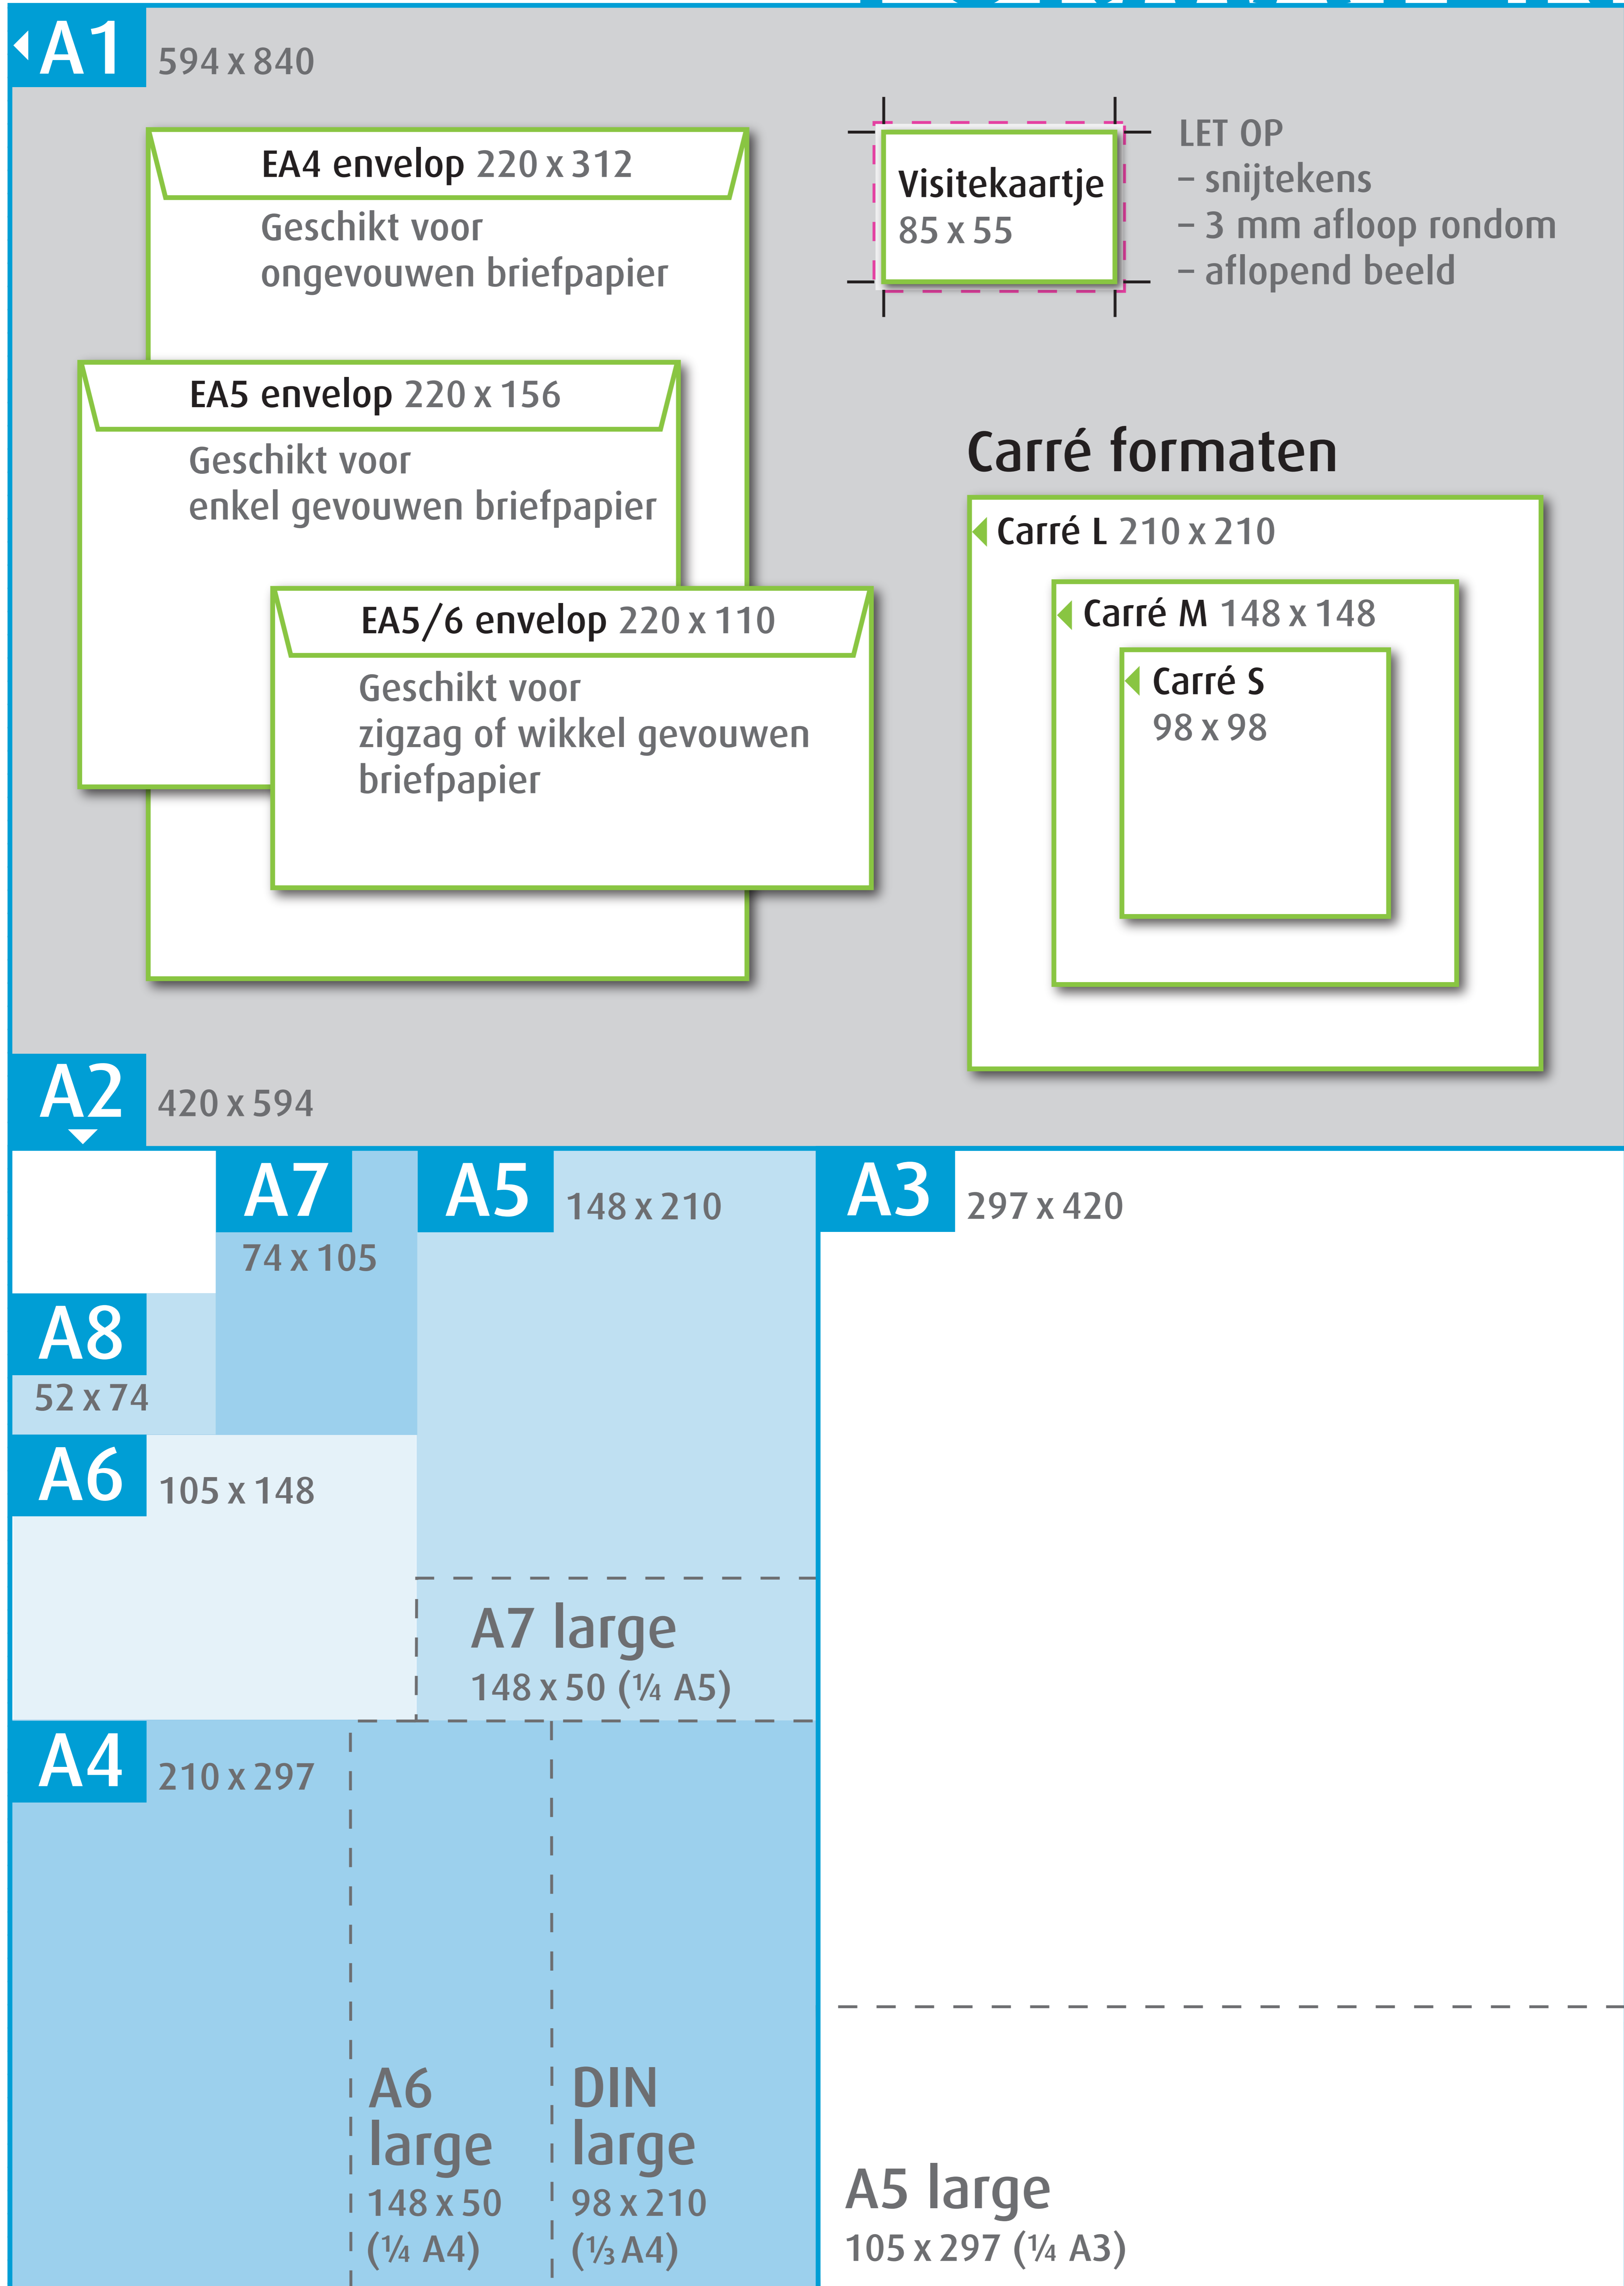 A1 594 x 840
EA4 envelop 220 x 312
Geschikt voor
ongevouwen briefpapier
Visitekaartje
85 x 55
LET OP
– snijtekens
– 3 mm afloop rondom
– aflopend beeld
EA5 envelop 220 x 156
Geschikt voor
enkel gevouwen briefpapier
EA5/6 envelop 220 x 110
Geschikt voor
zigzag of wikkel gevouwen
briefpapier
Carré formaten
Carré L 210 x 210
Carré M 148 x 148
Carré S
98 x 98
A2 420 x 594
A7
74 x 105
A5 148 x 210
A3 297 x 420
A8
52 x 74
A6 105 x 148
A7 large
148 x 50 (¼ A5)
A4 210 x 297
A6
large
148 x 50
(¼ A4)
DIN
large
98 x 210
(⅓ A4)
A5 large
105 x 297 (¼ A3)